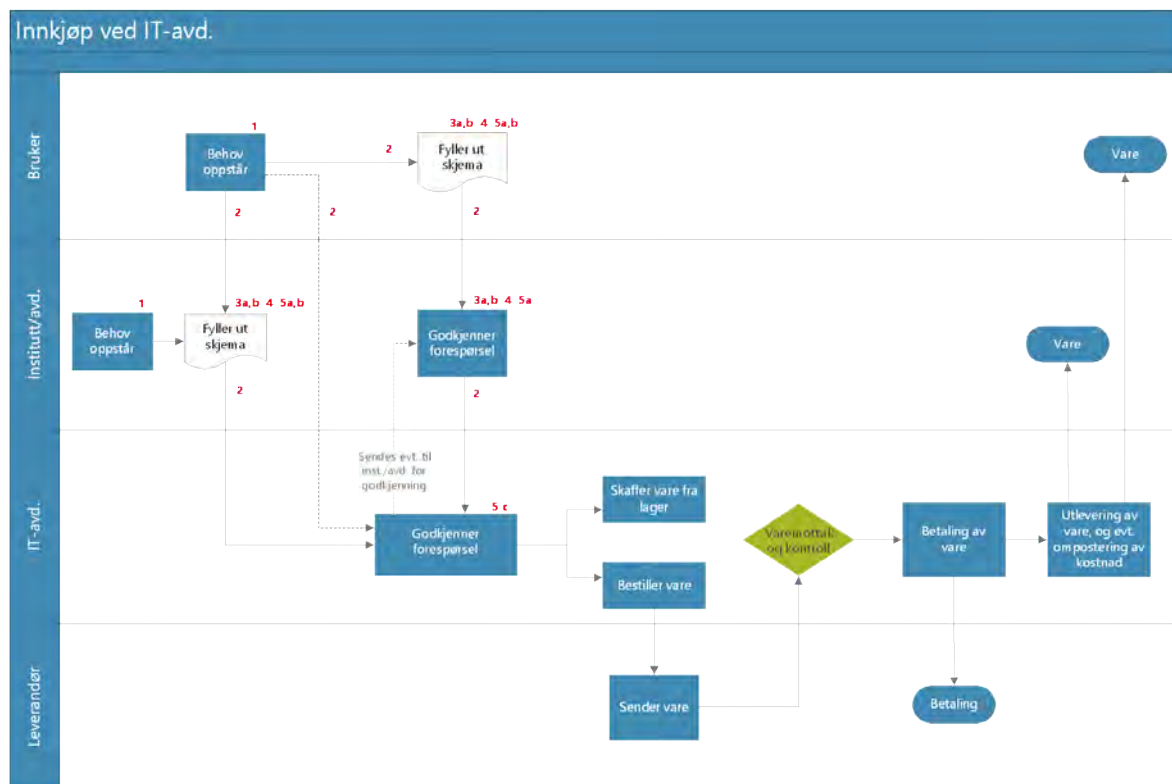 Innkjøp ved IT-avd.
Bruker
1
Behov
oppstår
2
3a,b 4 5a,b
Fyller ut
skjema
2
2
2
Vare
Institutt/avd.
1
Behov
oppstår
3a,b 4 5a,b
Fyller ut
skjema
2
3a,b 4 5a
Godkjenner
forespørsel
2
Vare
IT-avd.
Sendes evt. til
inst./avd. for
godkjenning
5 c
Godkjenner
forespørsel
Skaffer vare fra
lager
Bestiller vare
Varemottak
og kontroll
Betaling av
vare
Utlevering av
vare, og evt.
ompostering av
kostnad
Leverandør
Sender vare
Betaling